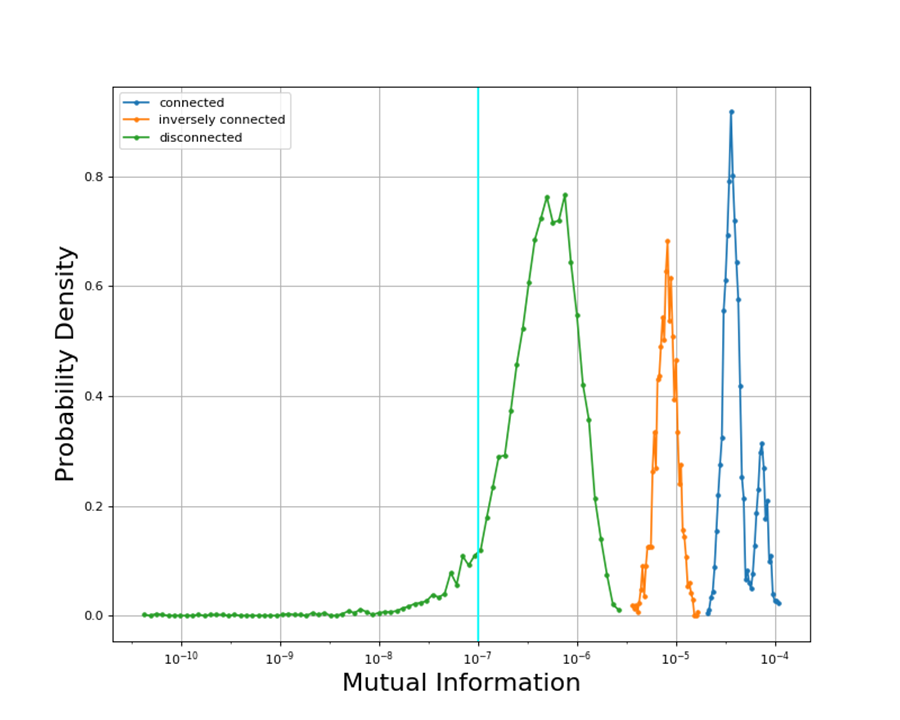 connected
inversely connected
disconnected
0.8
0.6
0.4
0.2
0.0
Probability Density
10⁻¹⁰ 10⁻⁹ 10⁻⁸ 10⁻⁷ 10⁻⁶ 10⁻⁵ 10⁻⁴
Mutual Information